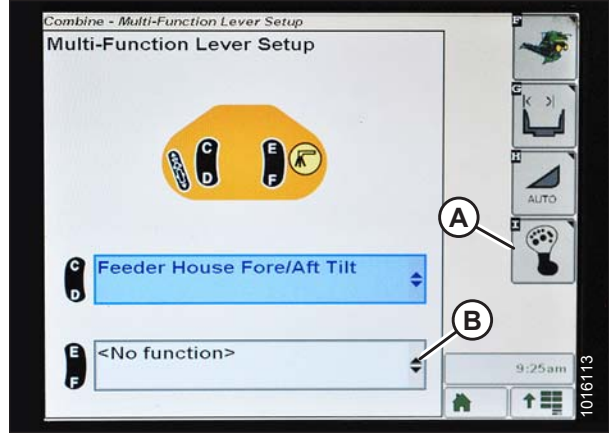 Combine - Multi-Function Lever Setup
Multi-Function Lever Setup
F
G
H
AUTO
I
A
C
D
E
F
C
D
Feeder House Fore/Aft Tilt
B
E
F
<No function>
9:25am
1016113